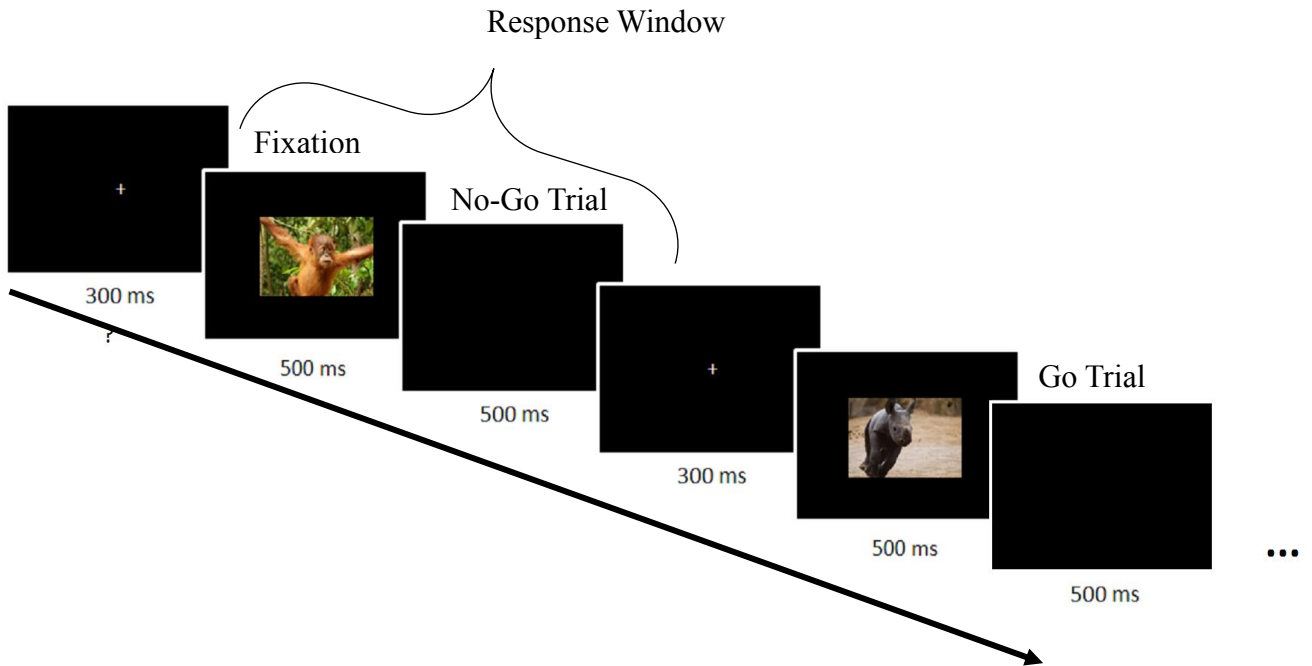 Response Window
Fixation
No-Go Trial
300 ms
?
500 ms
500 ms
Go Trial
300 ms
500 ms
500 ms
...